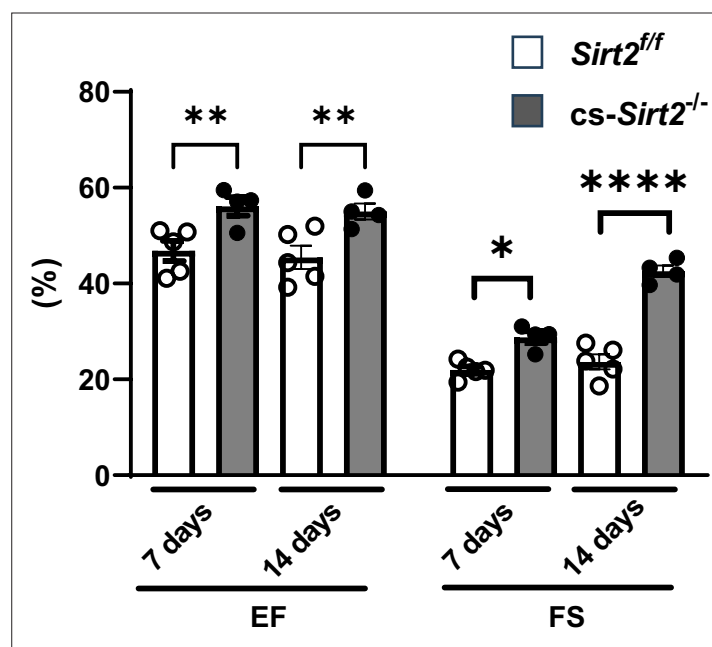 Sirt2f/f
cs-Sirt2-/-
80
60
40
20
0
(%)
**
**
*
****
7 days
14 days
7 days
14 days
EF
FS